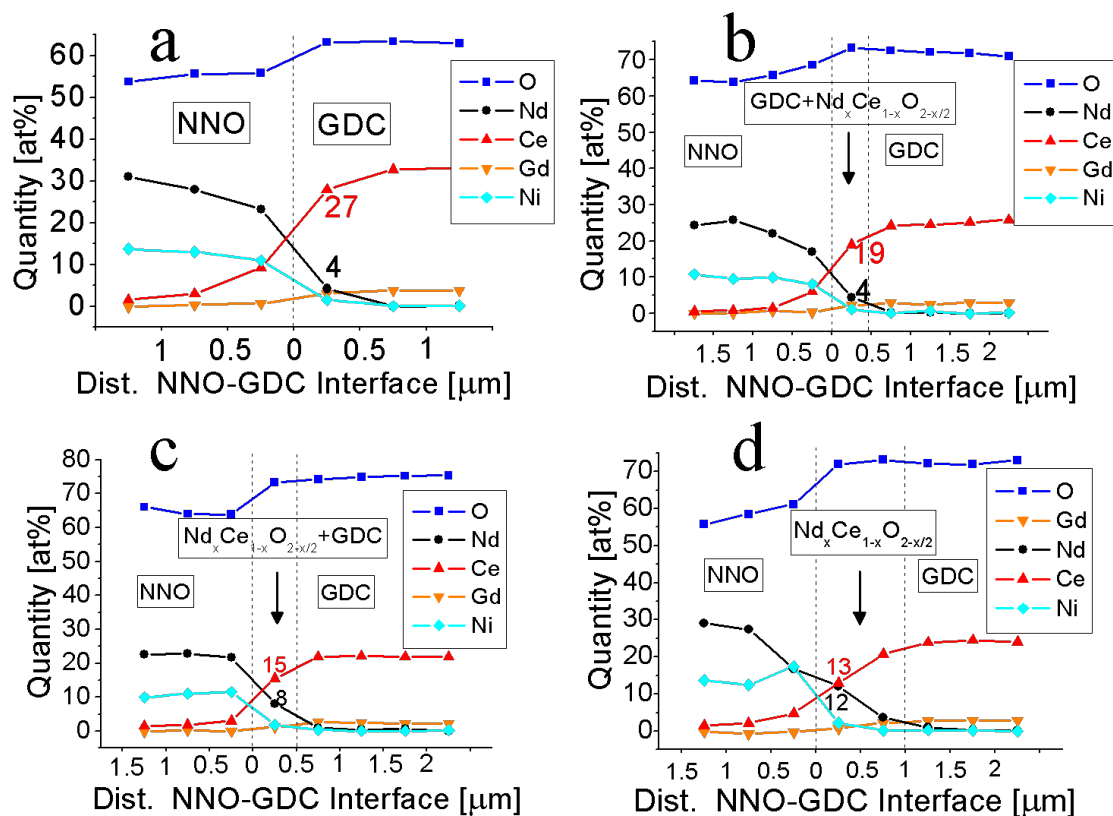 a
Quantity [at%]
60
50
40
30
20
10
0
NNO
GDC
27
4
O
Nd
Ce
Gd
Ni
1 0.5 0 0.5 1
Dist. NNO-GDC Interface [μm]
b
Quantity [at%]
70
60
50
40
30
20
10
0
GDC+NdxCe1-xO2-x/2
NNO
GDC
19
4
O
Nd
Ce
Gd
Ni
1.5 1 0.5 0 0.5 1 1.5 2
Dist. NNO-GDC Interface [μm]
c
Quantity [at%]
80
70
60
50
40
30
20
10
0
NdxCe1-xO2-x/2+GDC
NNO
GDC
15
8
O
Nd
Ce
Gd
Ni
1.5 1 0.5 0 0.5 1 1.5 2
Dist. NNO-GDC Interface [μm]
d
Quantity [at%]
70
60
50
40
30
20
10
0
NdxCe1-xO2-x/2
NNO
GDC
13
12
O
Gd
Nd
Ce
Ni
1.5 1 0.5 0 0.5 1 1.5 2
Dist. NNO-GDC Interface [μm]